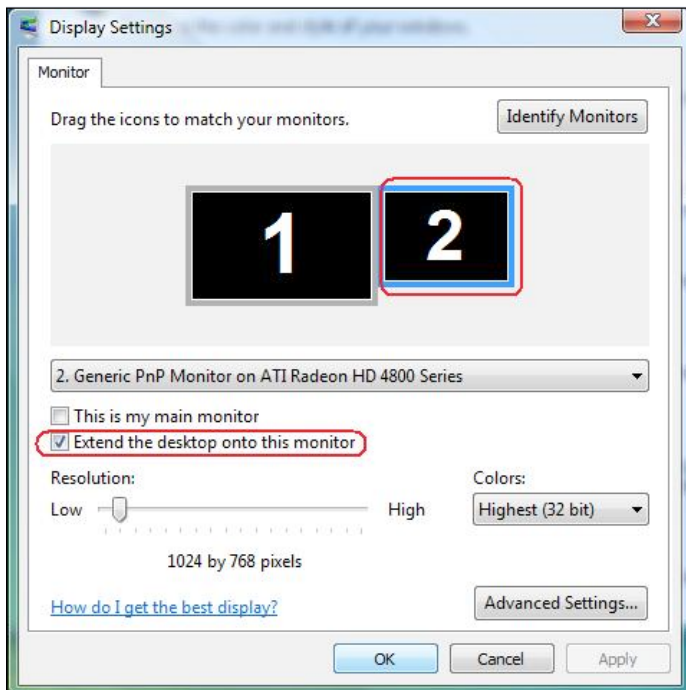 Display Settings
Monitor
Drag the icons to match your monitors.
Identify Monitors
1
2
2. Generic PnP Monitor on ATI Radeon HD 4800 Series
This is my main monitor
Extend the desktop onto this monitor
Resolution:
Colors:
Low
High
Highest (32 bit)
1024 by 768 pixels
How do I get the best display?
Advanced Settings...
OK
Cancel
Apply